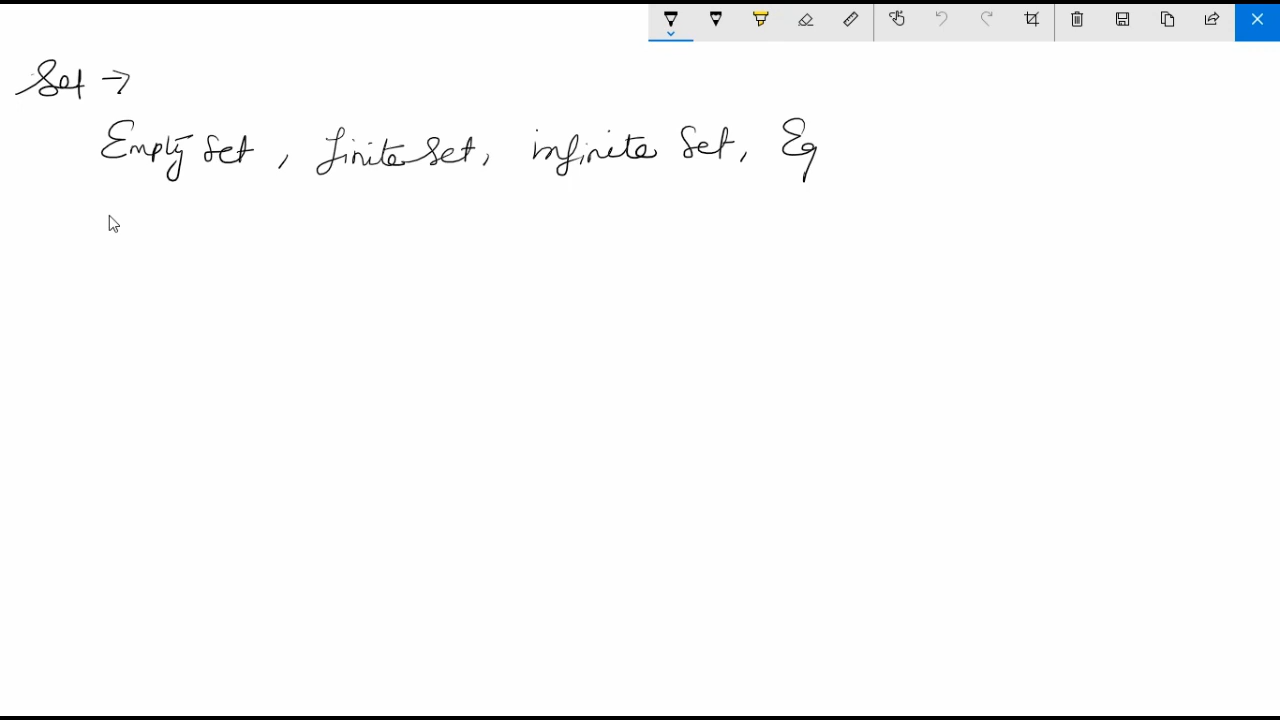 Set →
Empty Set, finite Set, infinite Set, Eq